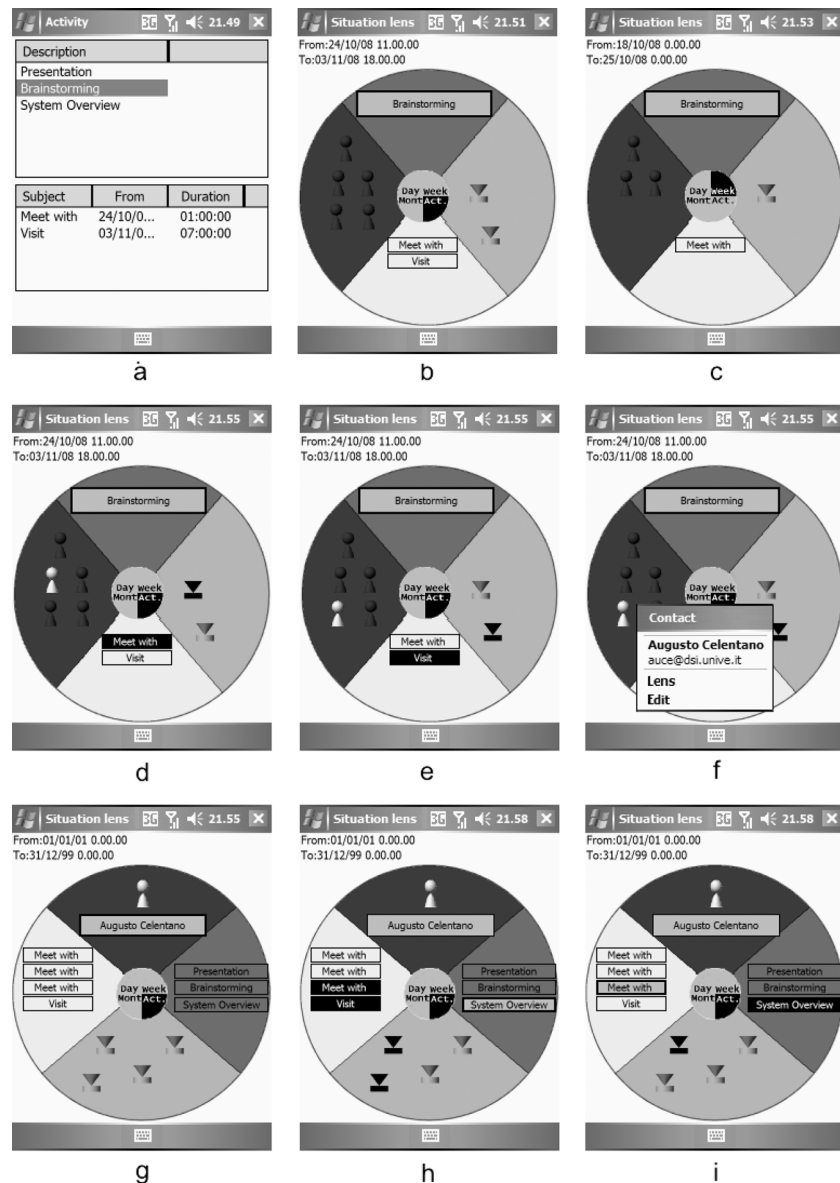 Activity 3G 21.49
Description
Presentation
Brainstorming
System Overview
Subject From Duration
Meet with 24/10/0... 01:00:00
Visit 03/11/0... 07:00:00
a
Situation lens 3G 21.51
From:24/10/08 11.00.00
To:03/11/08 18.00.00
Brainstorming
Day Week
Mont Act.
Meet with
Visit
b
Situation lens 3G 21.53
From:18/10/08 0.00.00
To:25/10/08 0.00.00
Brainstorming
Day Week
Mont Act.
Meet with
c
Situation lens 3G 21.55
From:24/10/08 11.00.00
To:03/11/08 18.00.00
Brainstorming
Day Week
Mont Act.
Meet with
Visit
d
Situation lens 3G 21.55
From:24/10/08 11.00.00
To:03/11/08 18.00.00
Brainstorming
Day Week
Mont Act.
Meet with
Visit
e
Situation lens 3G 21.55
From:24/10/08 11.00.00
To:03/11/08 18.00.00
Brainstorming
Day Week
Mont Act.
Contact
Augusto Celentano
auce@dsi.unive.it
Lens
Edit
f
Situation lens 3G 21.55
From:01/01/01 0.00.00
To:31/12/99 0.00.00
Augusto Celentano
Meet with
Meet with
Meet with
Visit
Day Week
Mont Act.
Presentation
Brainstorming
System Overview
g
Situation lens 3G 21.58
From:01/01/01 0.00.00
To:31/12/99 0.00.00
Augusto Celentano
Meet with
Meet with
Meet with
Visit
Day Week
Mont Act.
Presentation
Brainstorming
System Overview
h
Situation lens 3G 21.58
From:01/01/01 0.00.00
To:31/12/99 0.00.00
Augusto Celentano
Meet with
Meet with
Meet with
Visit
Day Week
Mont Act.
Presentation
Brainstorming
System Overview
i